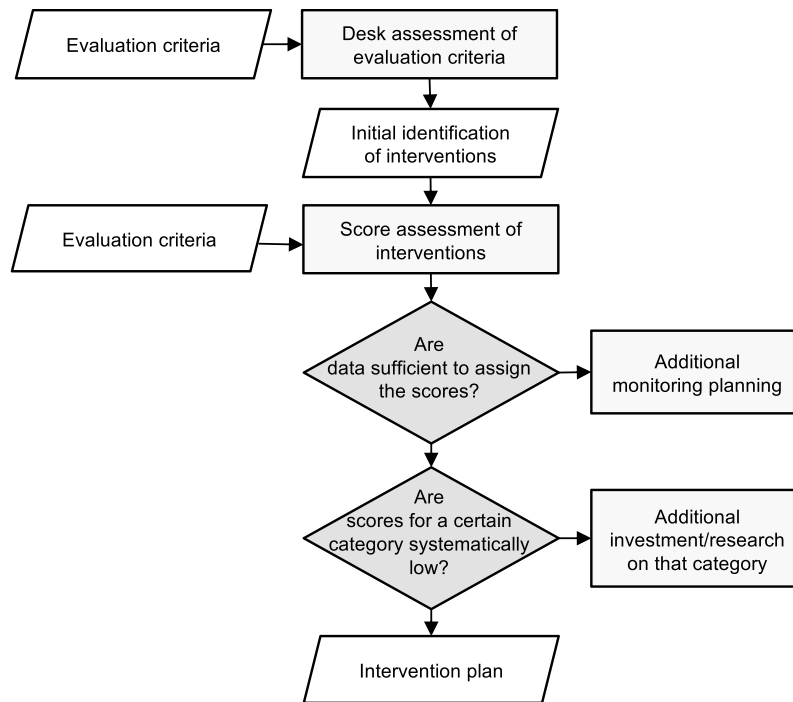 Evaluation criteria
Desk assessment of
evaluation criteria
Initial identification
of interventions
Evaluation criteria
Score assessment of
interventions
Are
data sufficient to assign
the scores?
Additional
monitoring planning
Are
scores for a certain
category systematically
low?
Additional
investment/research
on that category
Intervention plan